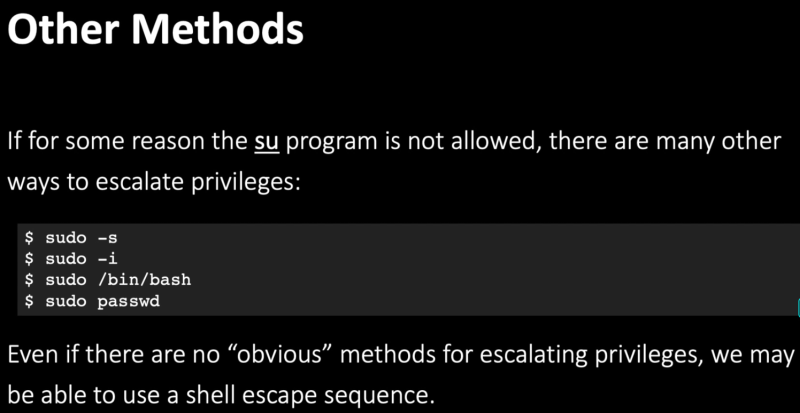 Other Methods
If for some reason the su program is not allowed, there are many other
ways to escalate privileges:
$ sudo -s
$ sudo -i
$ sudo /bin/bash
$ sudo passwd
Even if there are no “obvious” methods for escalating privileges, we may
be able to use a shell escape sequence.